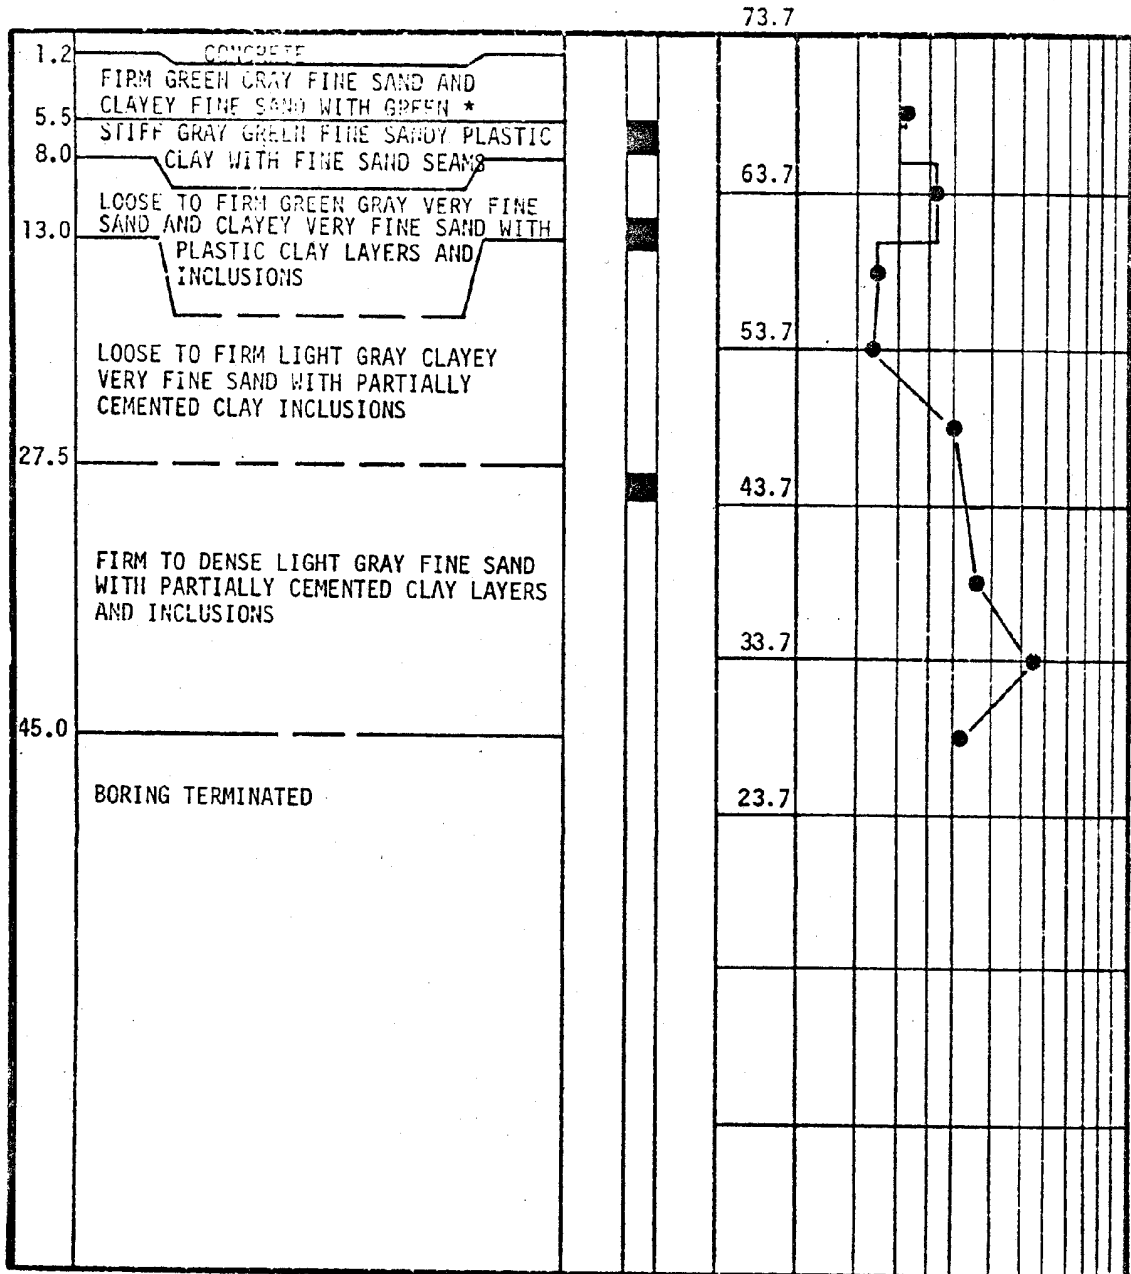 73.7
1.2 CONCRETE
FIRM GREEN GRAY FINE SAND AND
CLAYEY FINE SAND WITH GREEN *
5.5
STIFF GRAY GREEN FINE SANDY PLASTIC
8.0 CLAY WITH FINE SAND SEAMS
63.7
LOOSE TO FIRM GREEN GRAY VERY FINE
SAND AND CLAYEY VERY FINE SAND WITH
13.0
PLASTIC CLAY LAYERS AND
INCLUSIONS
53.7
LOOSE TO FIRM LIGHT GRAY CLAYEY
VERY FINE SAND WITH PARTIALLY
CEMENTED CLAY INCLUSIONS
27.5
43.7
FIRM TO DENSE LIGHT GRAY FINE SAND
WITH PARTIALLY CEMENTED CLAY LAYERS
AND INCLUSIONS
33.7
45.0
BORING TERMINATED
23.7